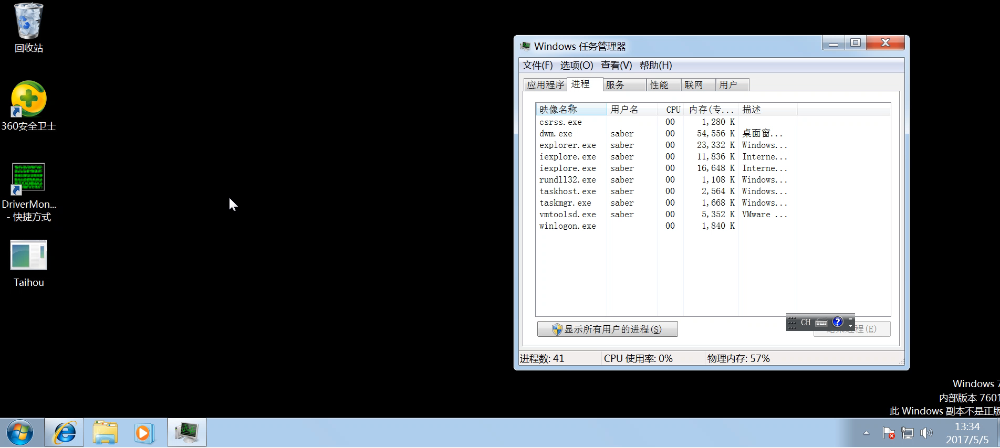 回收站
360安全卫士
DriverMon...
- 快捷方式
Taihou
Windows 任务管理器
文件(F) 选项(O) 查看(V) 帮助(H)
应用程序 进程 服务 性能 联网 用户
映像名称 用户名 CPU 内存(专... 描述
csrss.exe 00 1,280 K
dwm.exe saber 00 54,556 K 桌面窗...
explorer.exe saber 00 23,332 K Windows...
iexplore.exe saber 00 11,836 K Interne...
iexplore.exe saber 00 16,648 K Interne...
rundll32.exe saber 00 1,108 K Windows...
taskhost.exe saber 00 2,564 K Windows...
taskmgr.exe saber 00 1,668 K Windows...
vmtoolsd.exe saber 00 5,352 K VMware ...
winlogon.exe 00 1,840 K
CH
显示所有用户的进程(S) 结束进程(E)
进程数: 41 CPU 使用率: 0% 物理内存: 57%
Windows 7
内部版本 7601
此 Windows 副本不是正版
13:34
2017/5/5